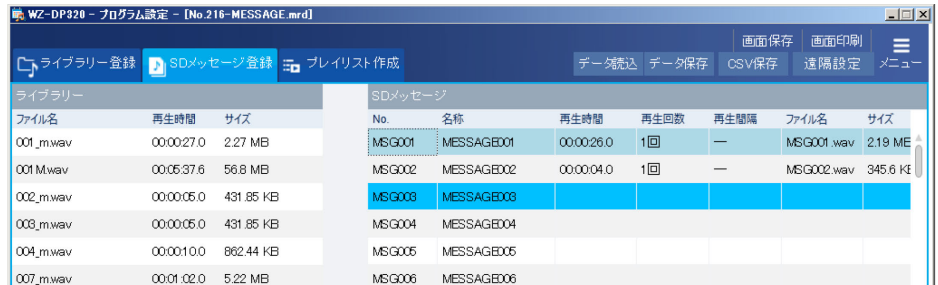 WZ-DP320 - プログラム設定 - [No.216-MESSAGE.mrd]
画面保存 画面印刷
ライブラリー登録 SDメッセージ登録 プレイリスト作成 データ読込 データ保存 CSV保存 遠隔設定 メニュー
ライブラリー SDメッセージ
ファイル名 再生時間 サイズ No. 名称 再生時間 再生回数 再生間隔 ファイル名 サイズ
001_m.wav 00:00:27.0 2.27 MB MSG001 MESSAGE001 00:00:26.0 1回 — MSG001.wav 2.19 ME
001M.wav 00:05:37.6 56.8 MB MSG002 MESSAGE002 00:00:04.0 1回 — MSG002.wav 345.6 KE
002_m.wav 00:00:05.0 431.85 KB MSG003 MESSAGE003
003_m.wav 00:00:05.0 431.85 KB MSG004 MESSAGE004
004_m.wav 00:00:10.0 862.44 KB MSG005 MESSAGE005
007_m.wav 00:01:02.0 5.22 MB MSG006 MESSAGE006